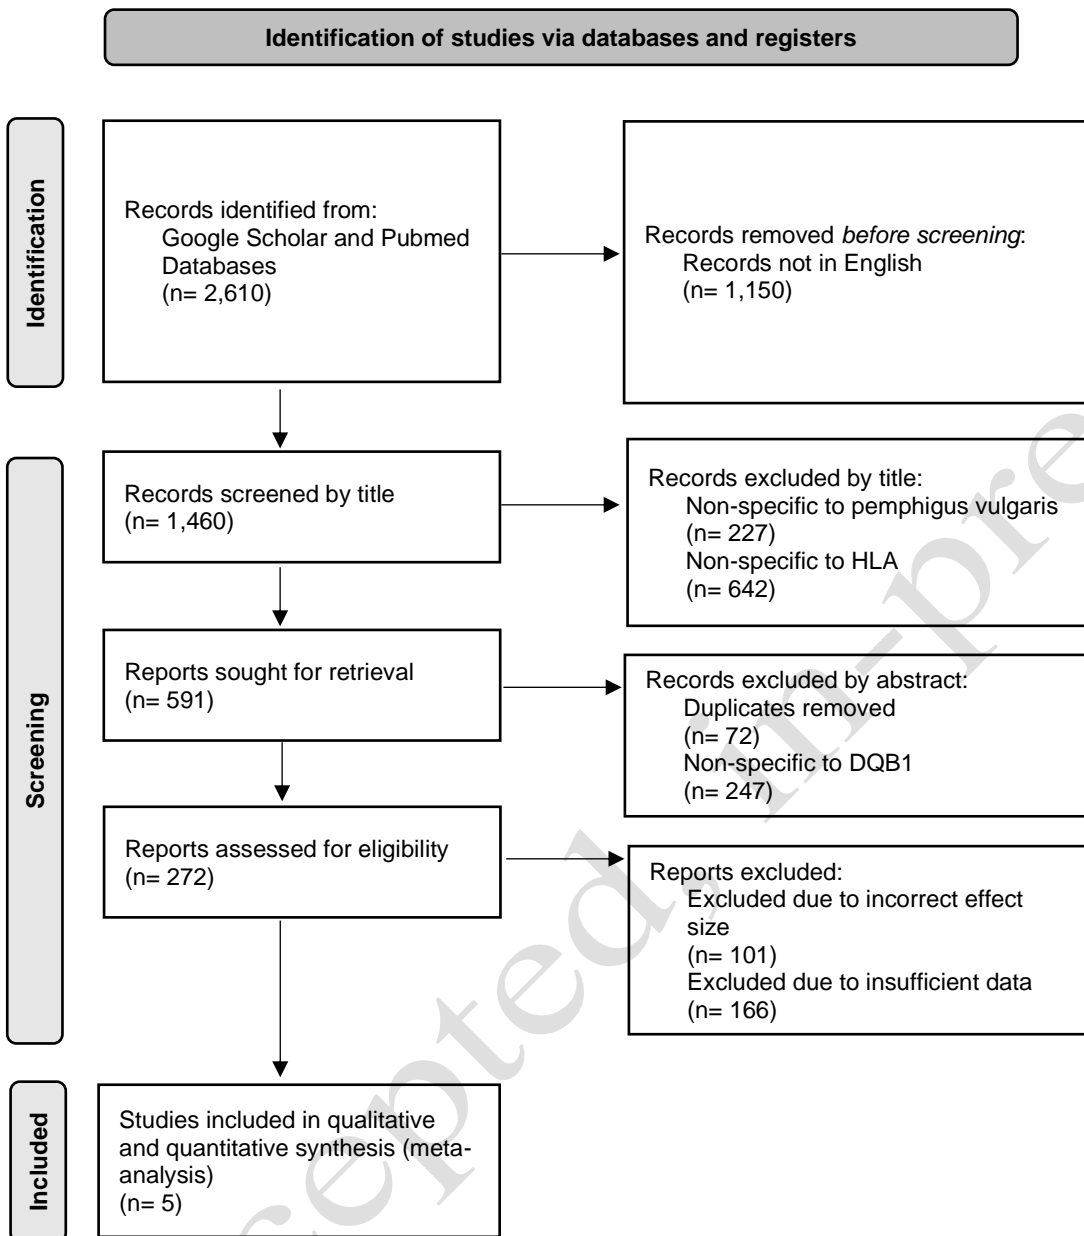 Identification of studies via databases and registers
Identification
Records identified from:
Google Scholar and Pubmed
Databases
(n= 2,610)
Records removed before screening:
Records not in English
(n= 1,150)
Screening
Records screened by title
(n= 1,460)
Records excluded by title:
Non-specific to pemphigus vulgaris
(n= 227)
Non-specific to HLA
(n= 642)
Reports sought for retrieval
(n= 591)
Records excluded by abstract:
Duplicates removed
(n= 72)
Non-specific to DQB1
(n= 247)
Reports assessed for eligibility
(n= 272)
Reports excluded:
Excluded due to incorrect effect
size
(n= 101)
Excluded due to insufficient data
(n= 166)
Included
Studies included in qualitative
and quantitative synthesis (meta-
analysis)
(n= 5)
cepted, in-pre